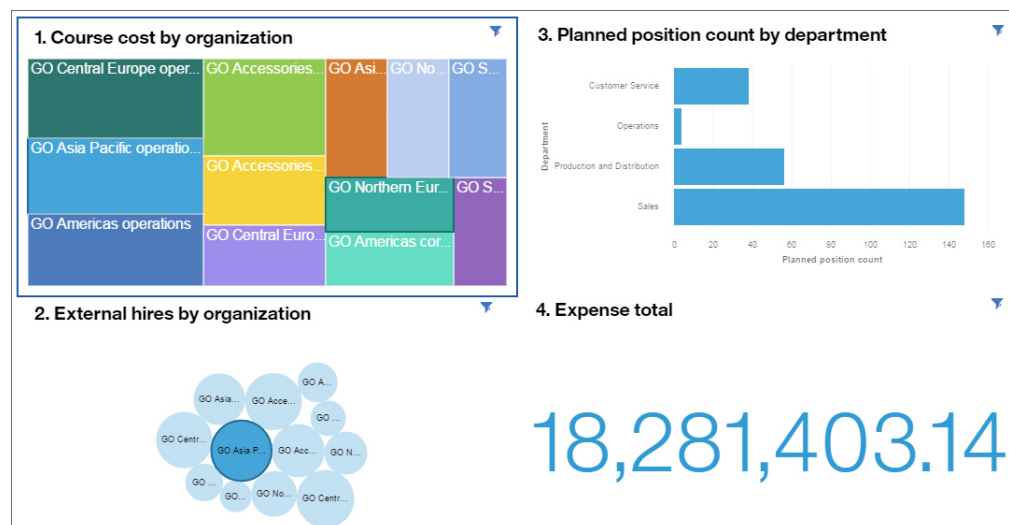 1. Course cost by organization
GO Central Europe oper...
GO Accessories...
GO Asi...
GO No...
GO S...
GO Asia Pacific operatio...
GO Accessories...
GO Northern Eur...
GO S...
GO Americas operations
GO Central Euro...
GO Americas cor...
2. External hires by organization
GO A...
GO Asia...
GO Acce...
GO ...
GO Centr...
GO Asia P...
GO Acc...
GO N...
GO ...
GO...
GO No...
GO Centr...
3. Planned position count by department
Department
Customer Service
Operations
Production and Distribution
Sales
0 20 40 60 80 100 120 140 160
Planned position count
4. Expense total
18,281,403.14